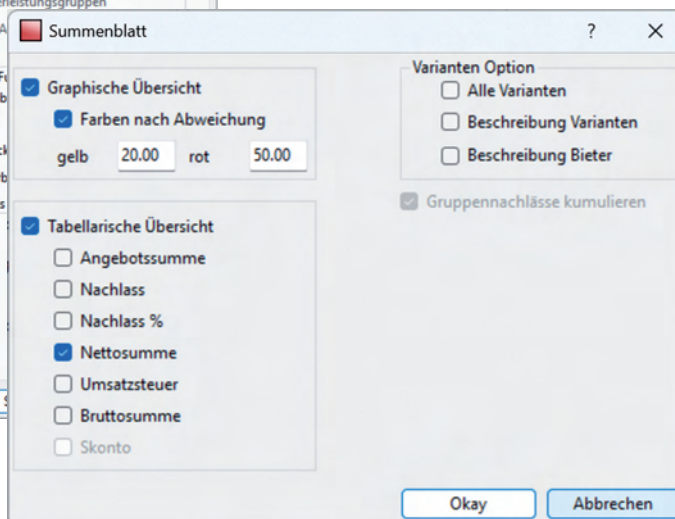 erleistungsgruppen
Summenblatt
?
Graphische Übersicht
Farben nach Abweichung
gelb 20.00 rot 50.00
Tabellarische Übersicht
Angebotssumme
Nachlass
Nachlass %
Nettosumme
Umsatzsteuer
Bruttosumme
Skonto
Varianten Option
Alle Varianten
Beschreibung Varianten
Beschreibung Bieter
Gruppennachlässe kumulieren
Okay
Abbrechen